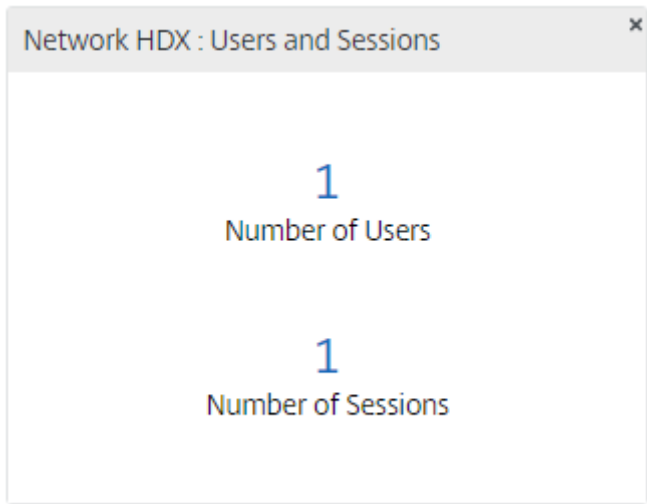 Network HDX : Users and Sessions
×
1
Number of Users
1
Number of Sessions